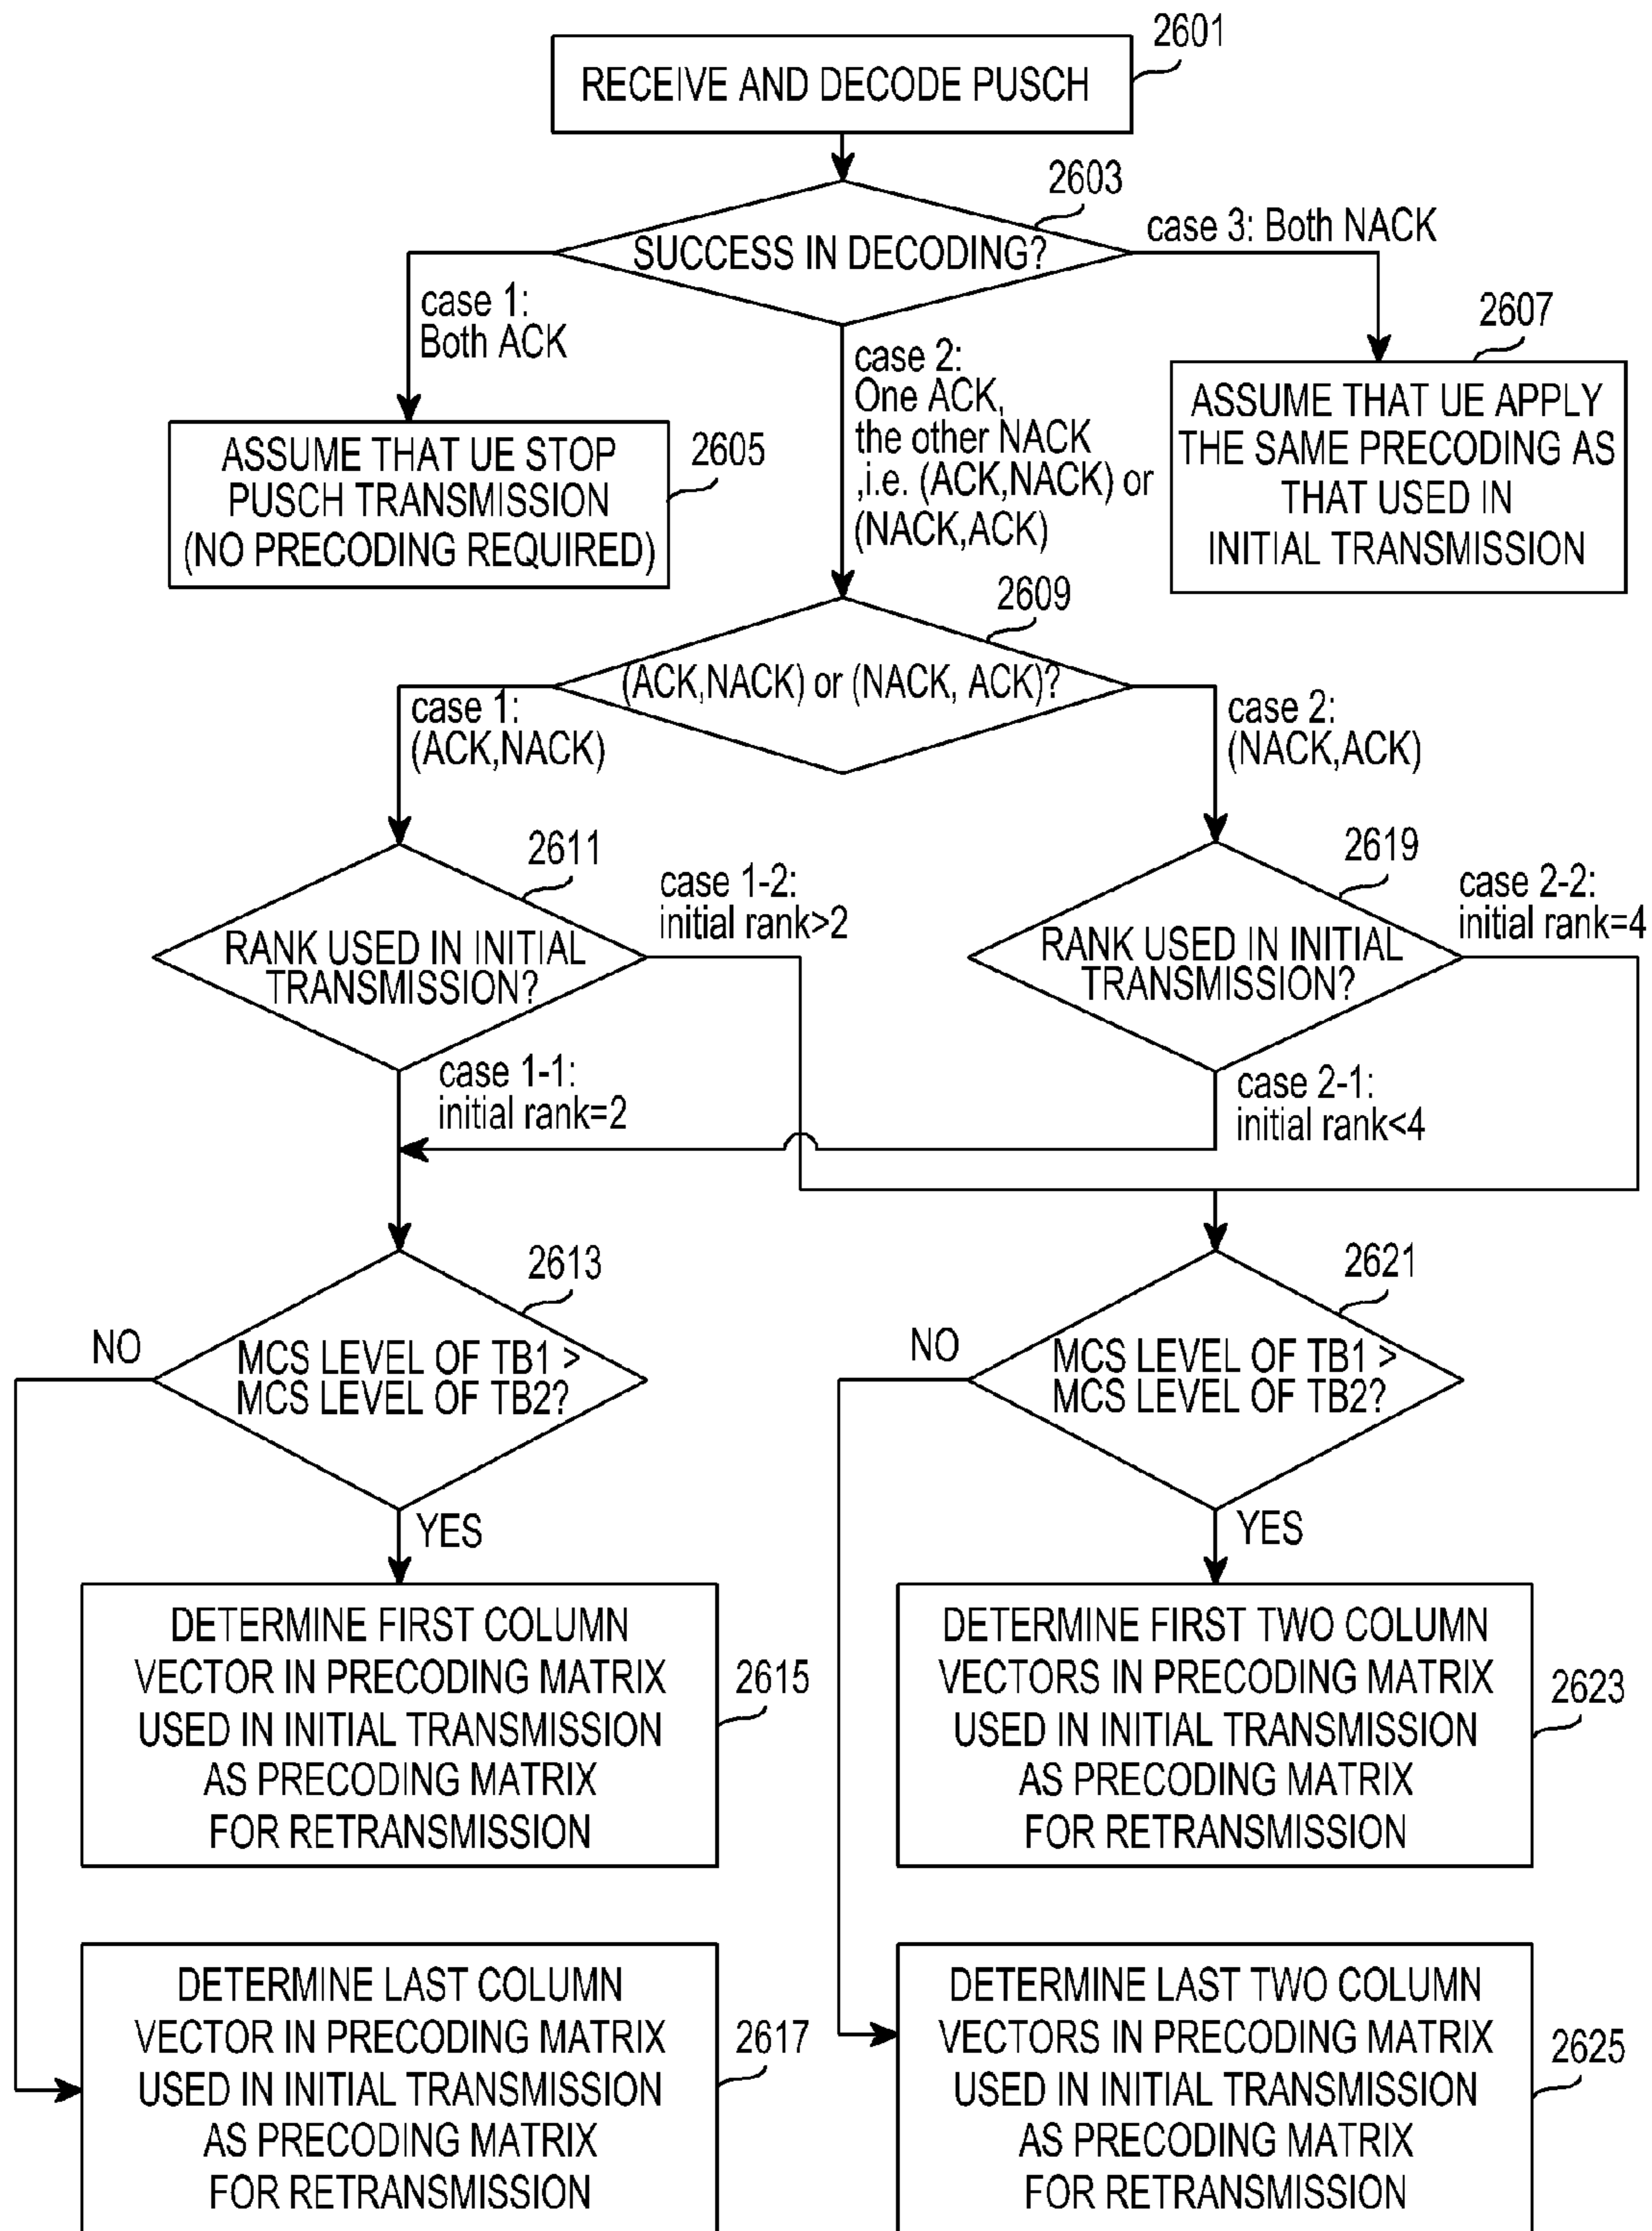 2601
RECEIVE AND DECODE PUSCH
2603
SUCCESS IN DECODING?
case 3: Both NACK
case 1:
Both ACK
case 2:
One ACK,
the other NACK
,i.e. (ACK,NACK) or
(NACK,ACK)
2607
ASSUME THAT UE APPLY
THE SAME PRECODING AS
THAT USED IN
INITIAL TRANSMISSION
ASSUME THAT UE STOP
PUSCH TRANSMISSION
(NO PRECODING REQUIRED)
2605
2609
(ACK,NACK) or (NACK, ACK)?
case 1:
(ACK,NACK)
case 2:
(NACK,ACK)
2611
RANK USED IN INITIAL
TRANSMISSION?
case 1-2:
initial rank>2
2619
RANK USED IN INITIAL
TRANSMISSION?
case 2-2:
initial rank=4
case 1-1:
initial rank=2
case 2-1:
initial rank<4
2613
NO
MCS LEVEL OF TB1 >
MCS LEVEL OF TB2?
YES
2621
NO
MCS LEVEL OF TB1 >
MCS LEVEL OF TB2?
YES
DETERMINE FIRST COLUMN
VECTOR IN PRECODING MATRIX
USED IN INITIAL TRANSMISSION
AS PRECODING MATRIX
FOR RETRANSMISSION
2615
DETERMINE FIRST TWO COLUMN
VECTORS IN PRECODING MATRIX
USED IN INITIAL TRANSMISSION
AS PRECODING MATRIX
FOR RETRANSMISSION
2623
DETERMINE LAST COLUMN
VECTOR IN PRECODING MATRIX
USED IN INITIAL TRANSMISSION
AS PRECODING MATRIX
FOR RETRANSMISSION
2617
DETERMINE LAST TWO COLUMN
VECTORS IN PRECODING MATRIX
USED IN INITIAL TRANSMISSION
AS PRECODING MATRIX
FOR RETRANSMISSION
2625